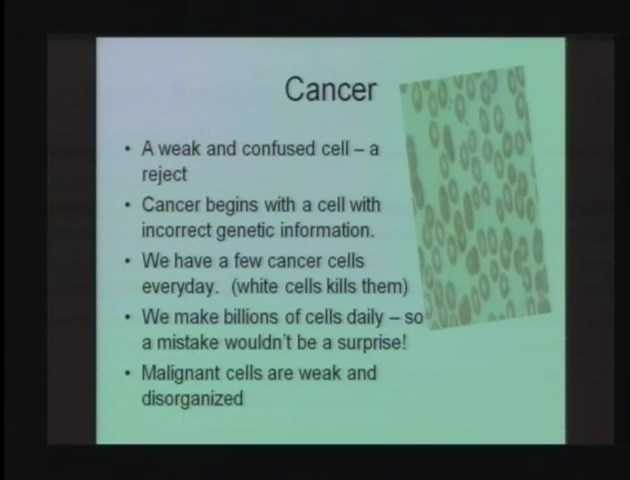 Cancer
• A weak and confused cell – a
reject
• Cancer begins with a cell with
incorrect genetic information.
• We have a few cancer cells
everyday. (white cells kills them)
• We make billions of cells daily – so
a mistake wouldn't be a surprise!
• Malignant cells are weak and
disorganized